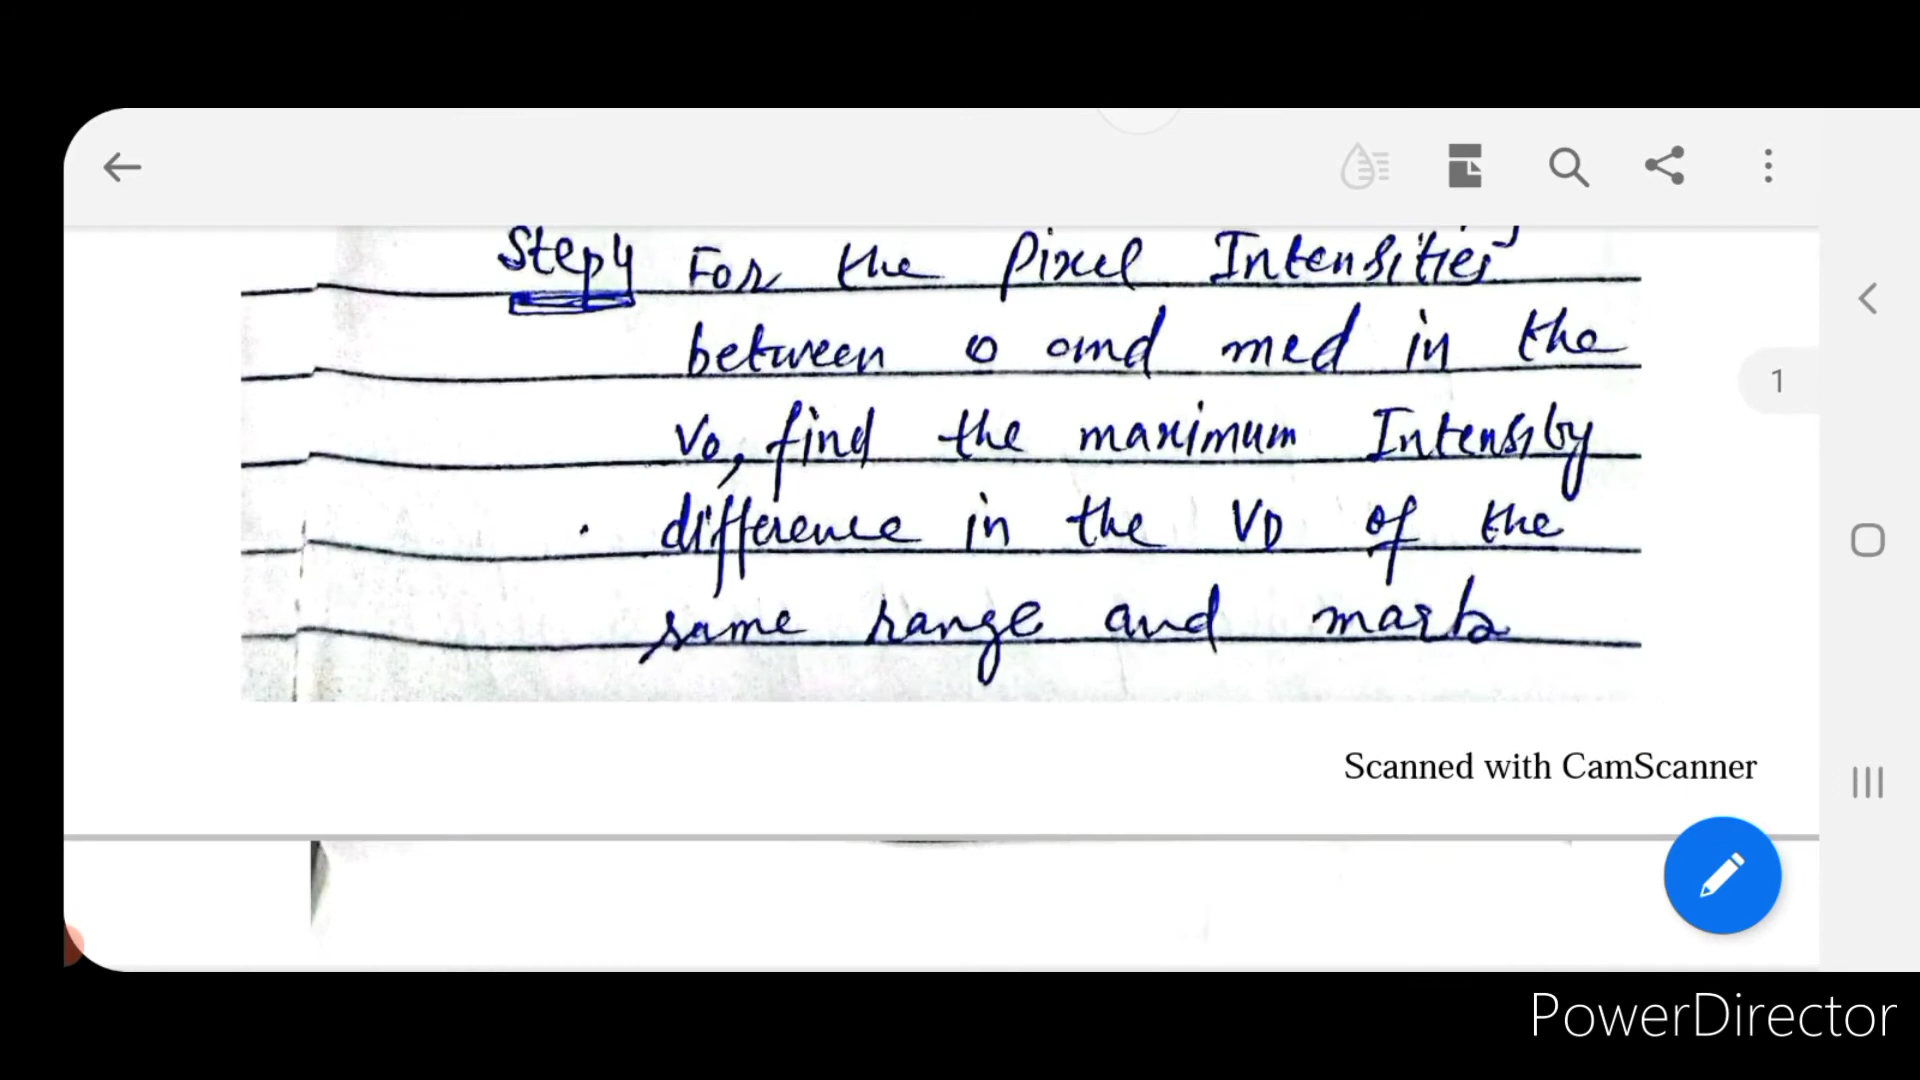 Step4 For the Pixel Intensities
between 0 and med in the
V0, find the maximum Intensity
difference in the VD of the
same range and mark
1
Scanned with CamScanner
PowerDirector